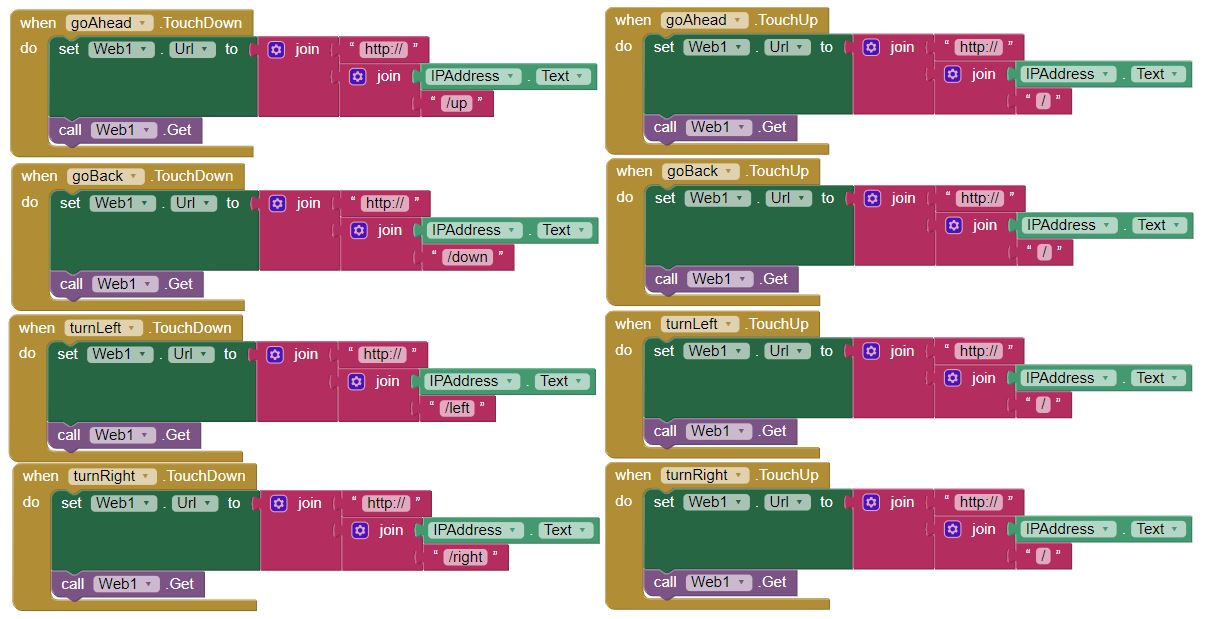 when goAhead .TouchDown
do set Web1 . Url to join " http:// "
join IPAddress . Text
" /up "
call Web1 .Get
when goBack .TouchDown
do set Web1 . Url to join " http:// "
join IPAddress . Text
" /down "
call Web1 .Get
when turnLeft .TouchDown
do set Web1 . Url to join " http:// "
join IPAddress . Text
" /left "
call Web1 .Get
when turnRight .TouchDown
do set Web1 . Url to join " http:// "
join IPAddress . Text
" /right "
call Web1 .Get
when goAhead .TouchUp
do set Web1 . Url to join " http:// "
join IPAddress . Text
" / "
call Web1 .Get
when goBack .TouchUp
do set Web1 . Url to join " http:// "
join IPAddress . Text
" / "
call Web1 .Get
when turnLeft .TouchUp
do set Web1 . Url to join " http:// "
join IPAddress . Text
" / "
call Web1 .Get
when turnRight .TouchUp
do set Web1 . Url to join " http:// "
join IPAddress . Text
" / "
call Web1 .Get